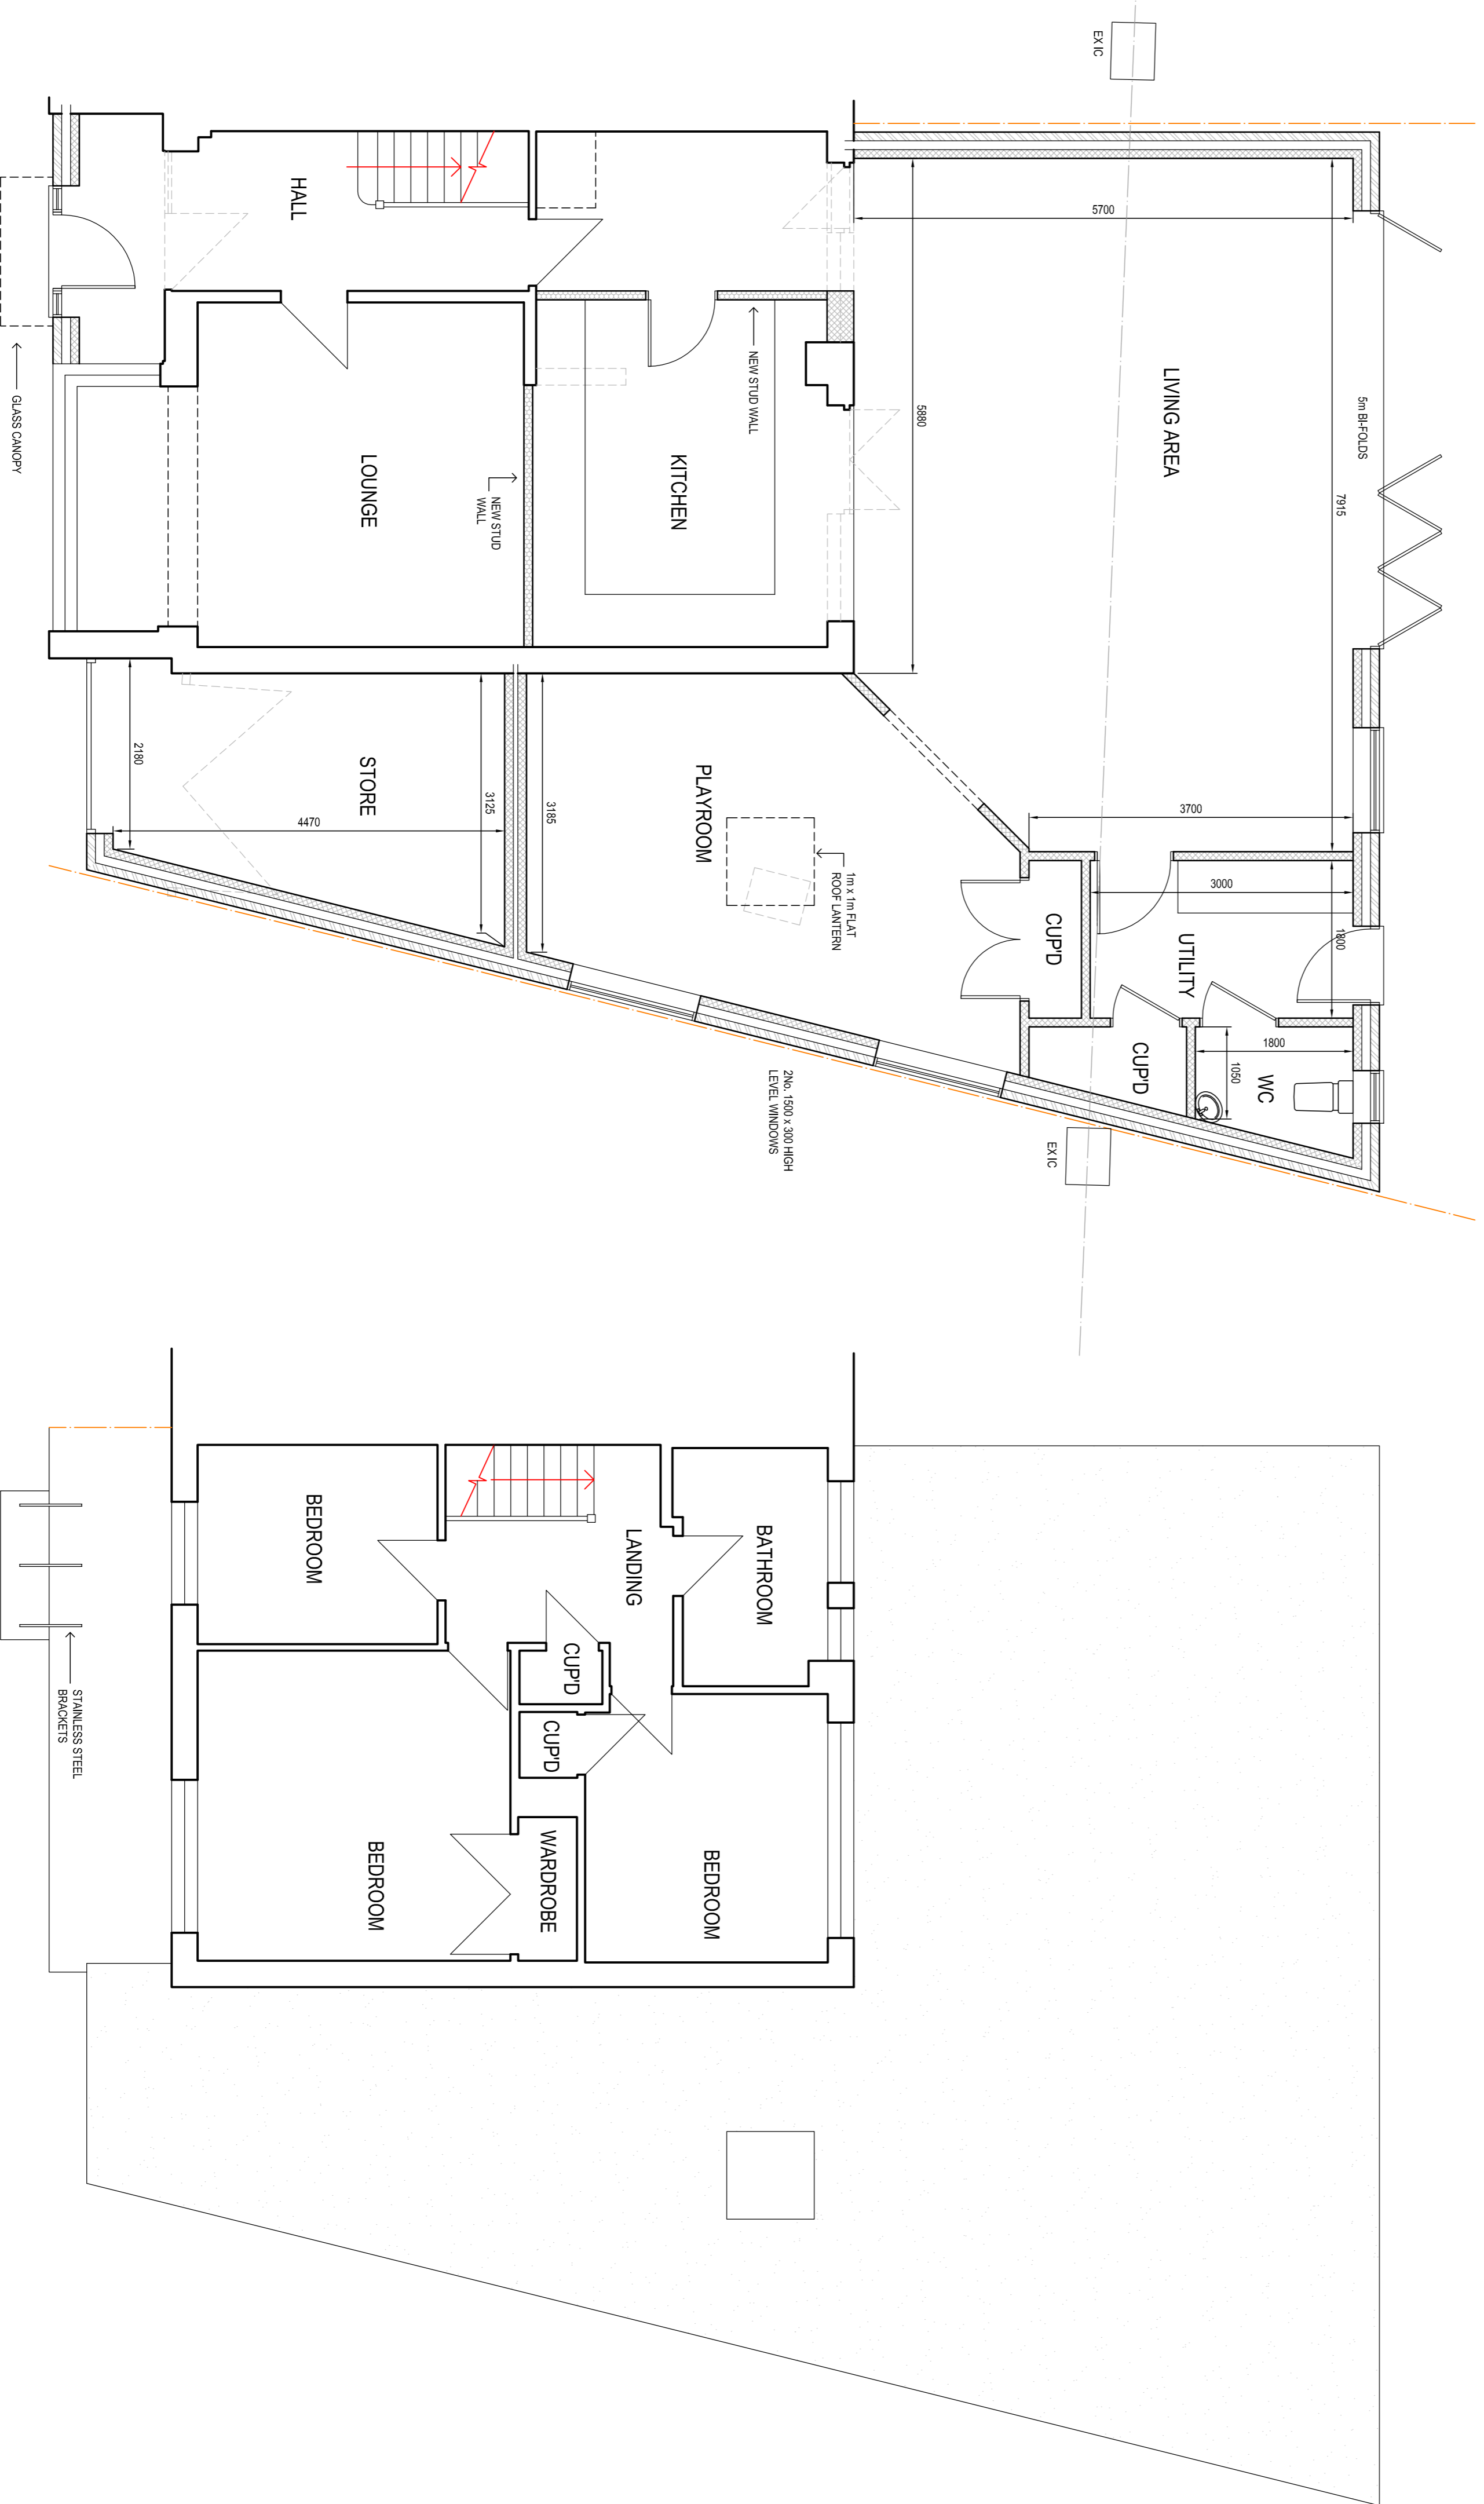 EX IC
5700
5880
LIVING AREA
5m BI-FOLDS
7915
HALL
NEW STUD WALL
KITCHEN
LOUNGE
NEW STUD
WALL
GLASS CANOPY
2180
STORE
4470
3125
3185
PLAYROOM
1m x 1m FLAT
ROOF LANTERN
3700
3000
1800
CUP'D
UTILITY
CUP'D
1800
1050
WC
2No. 1500 x 300 HIGH
LEVEL WINDOWS
EX IC
BEDROOM
LANDING
BATHROOM
CUP'D
CUP'D
STAINLESS STEEL
BRACKETS
BEDROOM
WARDROBE
BEDROOM